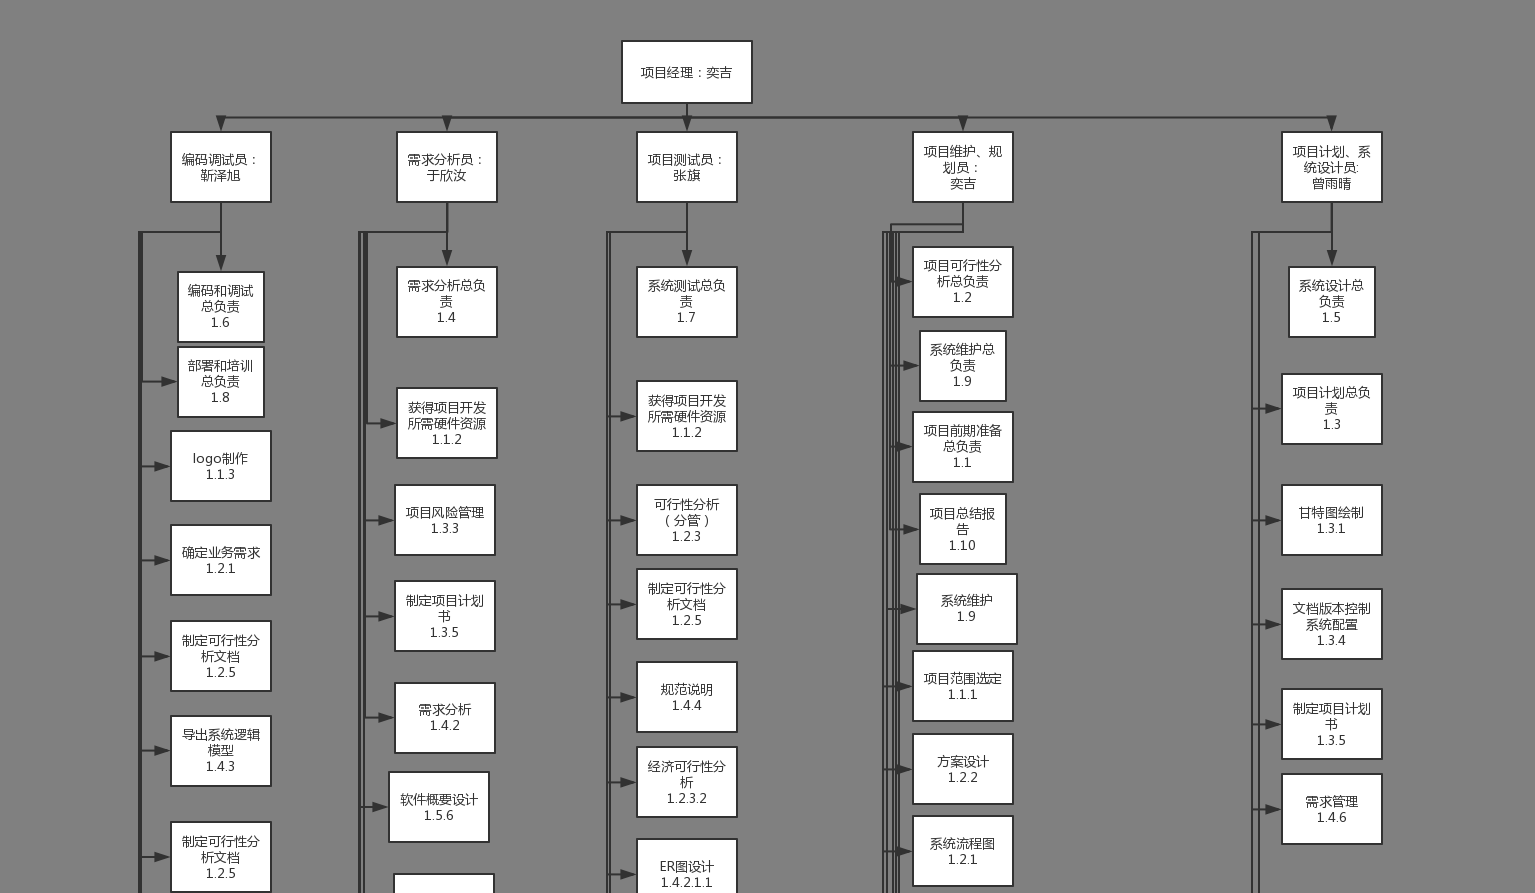 项目经理：奕吉
编码调试员：
靳泽旭
需求分析员：
于欣汝
项目测试员：
张旗
项目维护、规
划员：
奕吉
项目计划、系
统设计员:
曾雨晴
编码和调试
总负责
1.6
部署和培训
总负责
1.8
logo制作
1.1.3
确定业务需求
1.2.1
制定可行性分
析文档
1.2.5
导出系统逻辑
模型
1.4.3
制定可行性分
析文档
1.2.5
需求分析总负
责
1.4
获得项目开发
所需硬件资源
1.1.2
项目风险管理
1.3.3
制定项目计划
书
1.3.5
需求分析
1.4.2
软件概要设计
1.5.6
系统测试总负
责
1.7
获得项目开发
所需硬件资源
1.1.2
可行性分析
（分管）
1.2.3
制定可行性分
析文档
1.2.5
规范说明
1.4.4
经济可行性分
析
1.2.3.2
ER图设计
1.4.2.1.1
项目可行性分
析总负责
1.2
系统维护总
负责
1.9
项目前期准备
总负责
1.1
项目总结报
告
1.10
系统维护
1.9
项目范围选定
1.1.1
方案设计
1.2.2
系统流程图
1.2.1
系统设计总
负责
1.5
项目计划总负
责
1.3
甘特图绘制
1.3.1
文档版本控制
系统配置
1.3.4
制定项目计划
书
1.3.5
需求管理
1.4.6